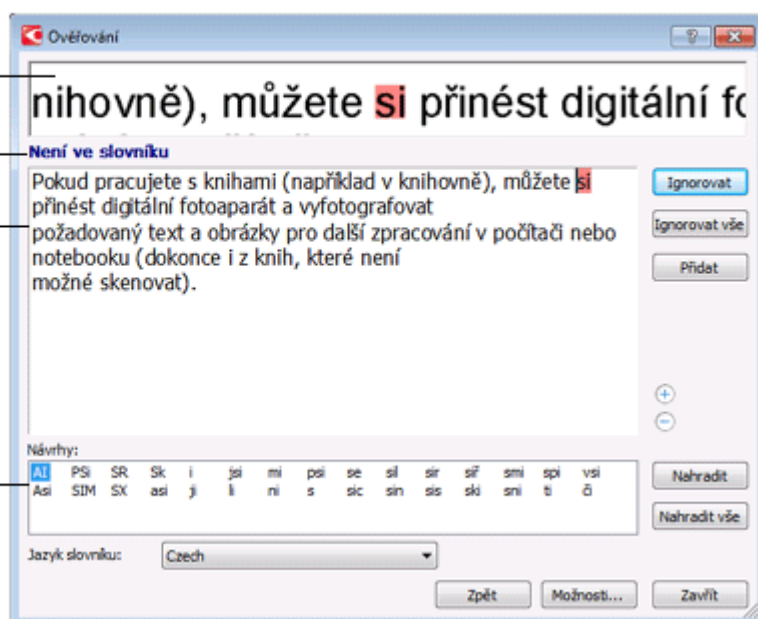 Ověřování
nihovně), můžete si přinést digitální fo
Není ve slovníku
Pokud pracujete s knihami (například v knihovně), můžete si
přinést digitální fotoaparát a vyfotografovat
požadovaný text a obrázky pro další zpracování v počítači nebo
notebooku (dokonce i z knih, které není
možné skenovat).
Ignorovat
Ignorovat vše
Přidat
Návrhy:
AI PSi SR Sk i jsi mi psi se sil sir síř smi spi vsi
Asi SIM SX asi ji li ni s sic sin sis ski sni ti či
Nahradit
Nahradit vše
Jazyk slovníku: Czech
Zpět Možnosti... Zavřít